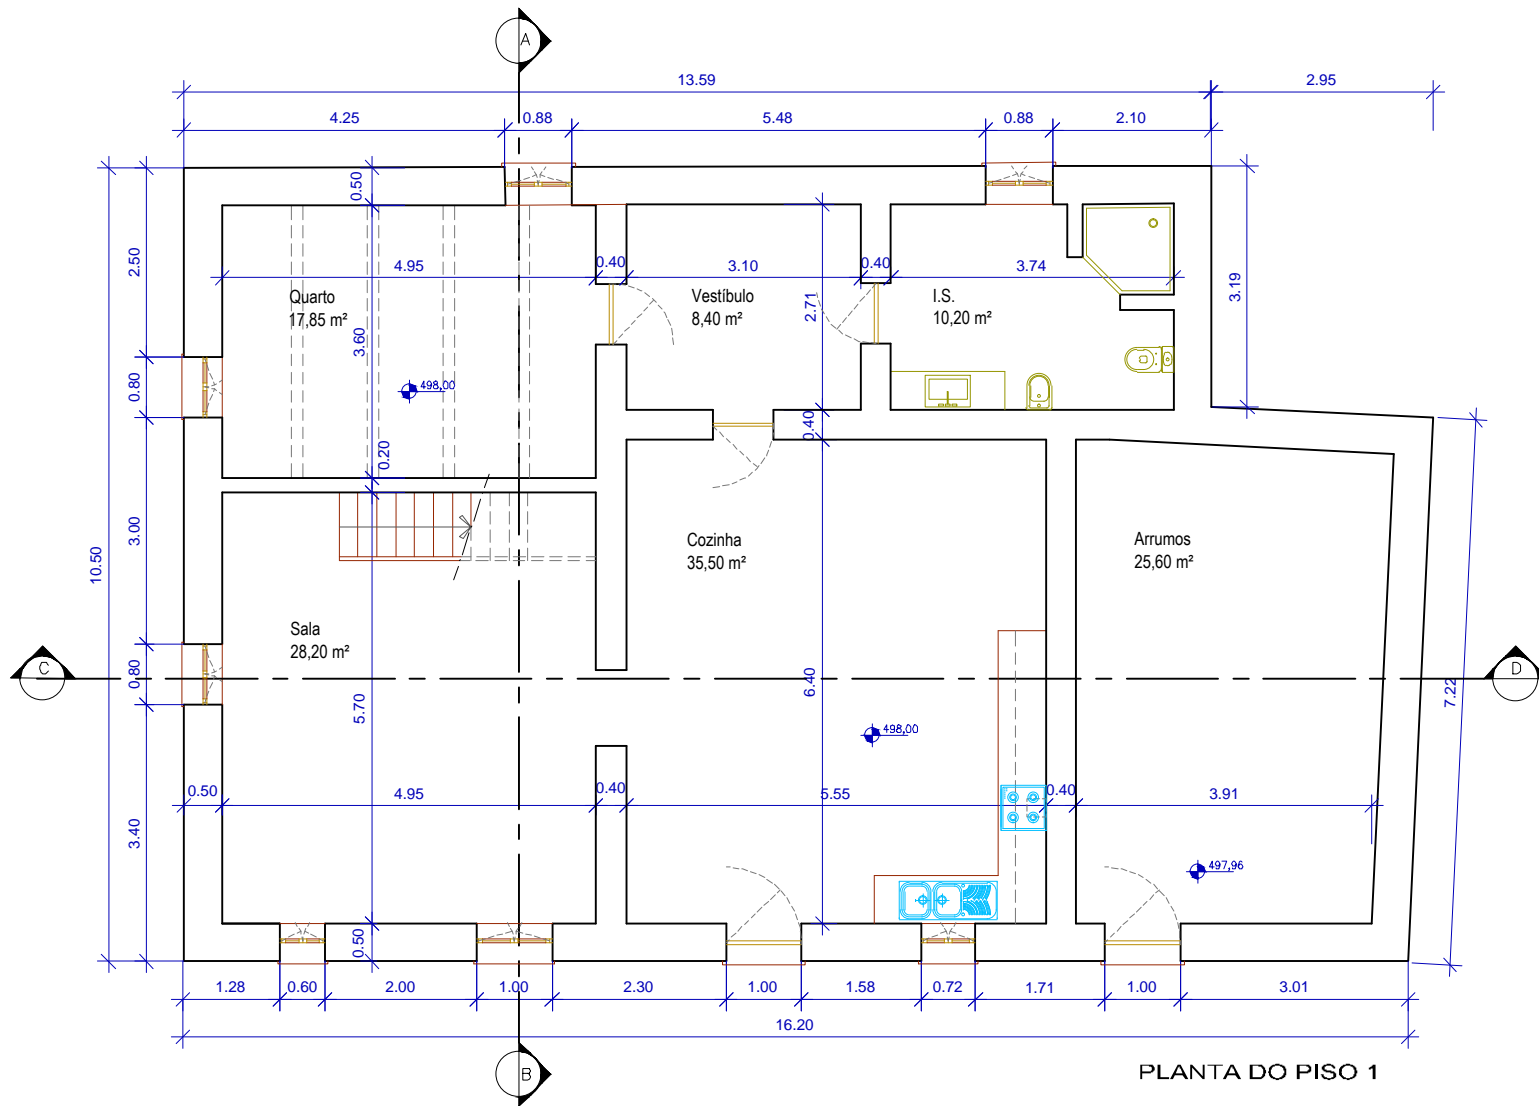 A
13.59
2.95
4.25
0.88
5.48
0.88
2.10
0.50
2.50
4.95
0.40
3.10
0.40
3.74
3.19
Quarto
17,85 m²
Vestíbulo
8,40 m²
I.S.
10,20 m²
2.71
3.60
498,00
0.80
0.40
0.20
3.00
10.50
Cozinha
35,50 m²
Arrumos
25,60 m²
Sala
28,20 m²
C
D
0.80
6.40
7.22
5.70
498,00
0.50
4.95
0.40
5.55
0.40
3.91
3.40
497,96
0.50
1.28
0.60
2.00
1.00
2.30
1.00
1.58
0.72
1.71
1.00
3.01
16.20
B
PLANTA DO PISO 1